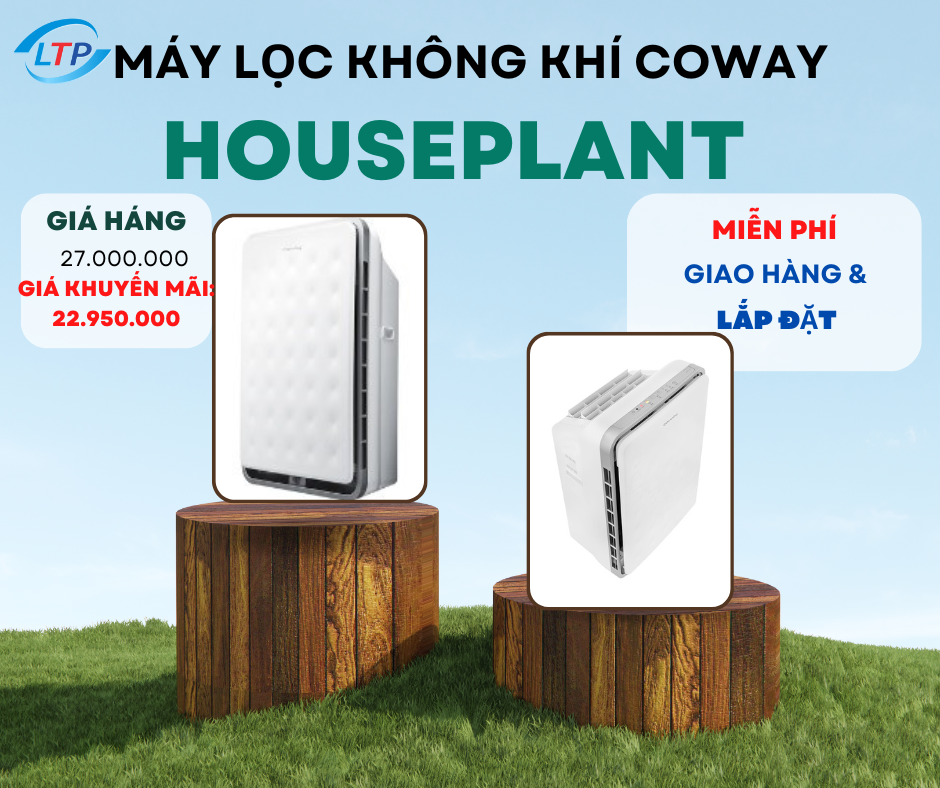 LTP
MÁY LỌC KHÔNG KHÍ COWAY
HOUSEPLANT
GIÁ HÁNG
27.000.000
GIÁ KHUYẾN MÃI:
22.950.000
MIỄN PHÍ
GIAO HÀNG &
LẮP ĐẶT